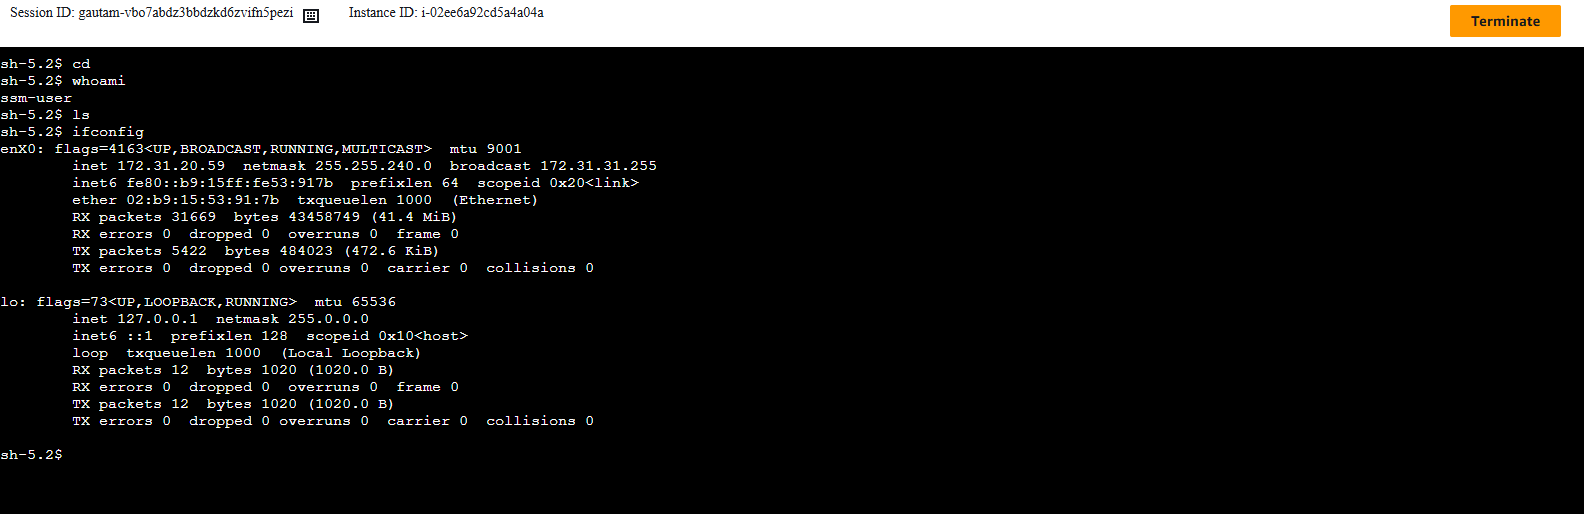 Session ID: gautam-vbo7abdz3bbdzkd6zvifn5pezi Instance ID: i-02ee6a92cd5a4a04a Terminate
sh-5.2$ cd
sh-5.2$ whoami
ssm-user
sh-5.2$ ls
sh-5.2$ ifconfig
enX0: flags=4163<UP,BROADCAST,RUNNING,MULTICAST>  mtu 9001
        inet 172.31.20.59  netmask 255.255.240.0  broadcast 172.31.31.255
        inet6 fe80::b9:15ff:fe53:917b  prefixlen 64  scopeid 0x20<link>
        ether 02:b9:15:53:91:7b  txqueuelen 1000  (Ethernet)
        RX packets 31669  bytes 43458749 (41.4 MiB)
        RX errors 0  dropped 0  overruns 0  frame 0
        TX packets 5422  bytes 484023 (472.6 KiB)
        TX errors 0  dropped 0 overruns 0  carrier 0  collisions 0

lo: flags=73<UP,LOOPBACK,RUNNING>  mtu 65536
        inet 127.0.0.1  netmask 255.0.0.0
        inet6 ::1  prefixlen 128  scopeid 0x10<host>
        loop  txqueuelen 1000  (Local Loopback)
        RX packets 12  bytes 1020 (1020.0 B)
        RX errors 0  dropped 0  overruns 0  frame 0
        TX packets 12  bytes 1020 (1020.0 B)
        TX errors 0  dropped 0 overruns 0  carrier 0  collisions 0

sh-5.2$